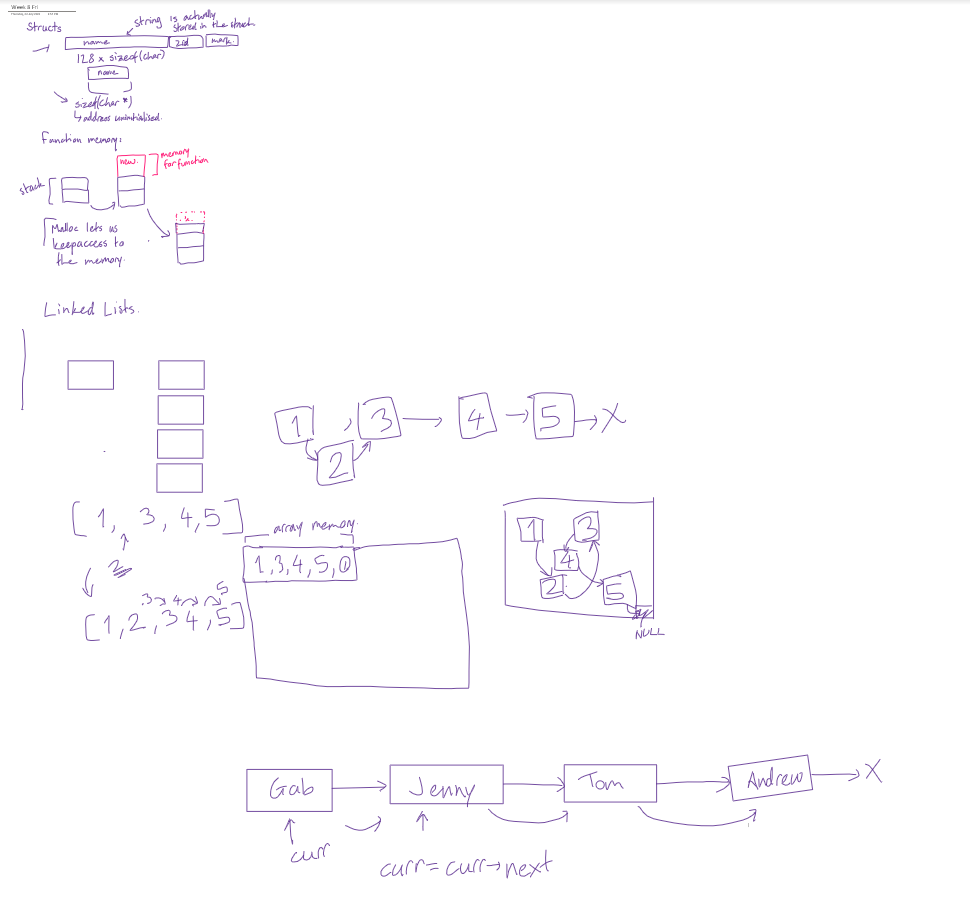 Week 8 Fri
Structs
string is actually
stored in the struct
name
zid
mark
128 x sizeof(char)
name
sizeof(char *)
↳ address uninitialised.
Function memory:
new.
memory
for function
stack
Malloc lets us
keep access to
the memory.
Linked Lists.
1 , 3 4 5 X
2
[ 1, 3, 4,5 ]
2
array memory
1,3,4,5,0
3 4 5
[1,2,3 4,5]
1 3
4
2 5
NULL
Gab Jenny Tom Andrew X
curr
curr = curr→next